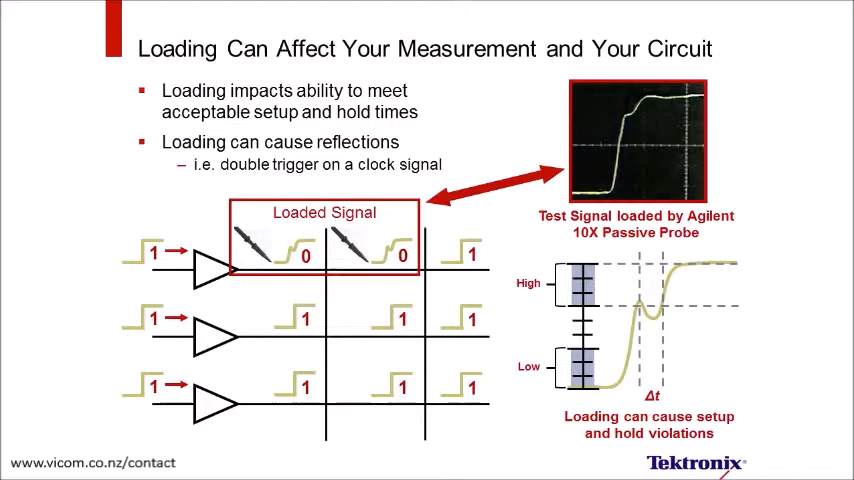 Loading Can Affect Your Measurement and Your Circuit
Loading impacts ability to meet
acceptable setup and hold times
Loading can cause reflections
– i.e. double trigger on a clock signal
Test Signal loaded by Agilent
10X Passive Probe
Loaded Signal
1 0 0 1
1 1 1 1
1 1 1 1
High
Low
Δt
Loading can cause setup
and hold violations
www.vicom.co.nz/contact
Tektronix®